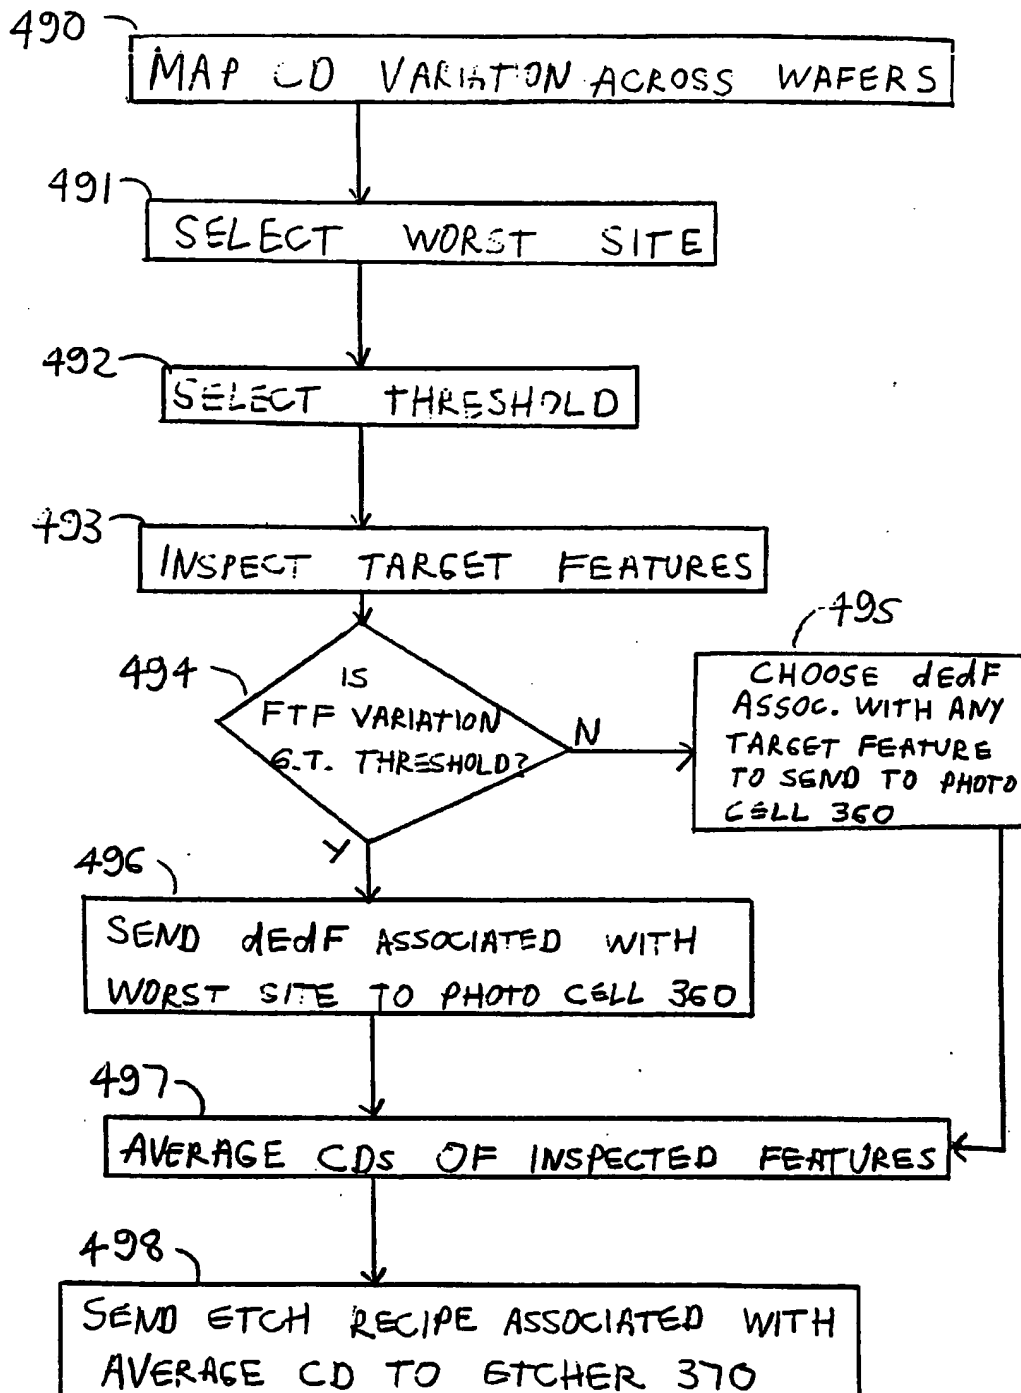 490
MAP CD VARIATION ACROSS WAFERS
491
SELECT WORST SITE
492
SELECT THRESHOLD
493
INSPECT TARGET FEATURES
494
IS
FTF VARIATION
G.T. THRESHOLD?
N
Y
495
CHOOSE dEdF
ASSOC. WITH ANY
TARGET FEATURE
TO SEND TO PHOTO
CELL 360
496
SEND dEdF ASSOCIATED WITH
WORST SITE TO PHOTO CELL 360
497
AVERAGE CDs OF INSPECTED FEATURES
498
SEND ETCH RECIPE ASSOCIATED WITH
AVERAGE CD TO ETCHER 370